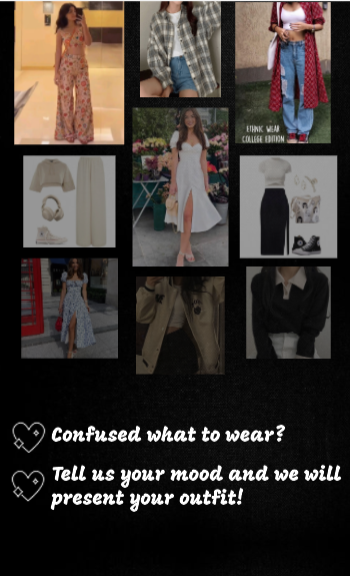 ETHNIC WEAR
COLLEGE EDITION
Confused what to wear?
Tell us your mood and we will
present your outfit!